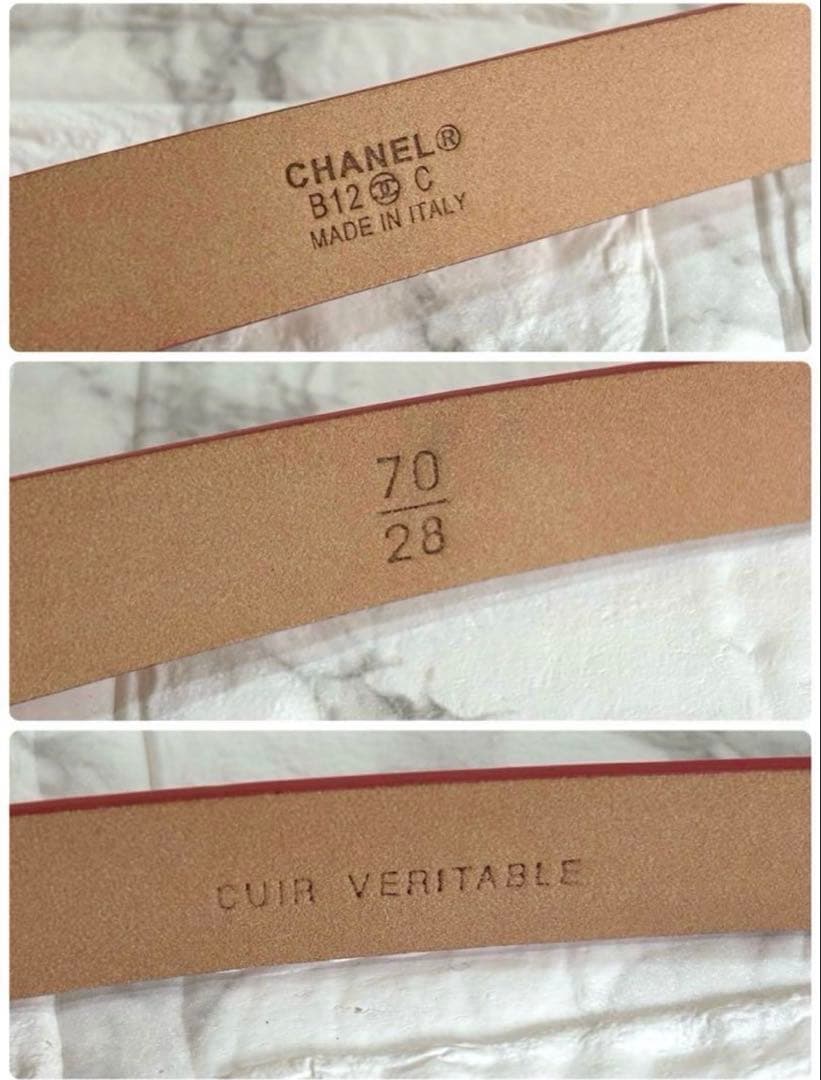 CHANEL®
B12 C
MADE IN ITALY
70
28
CUIR VERITABLE